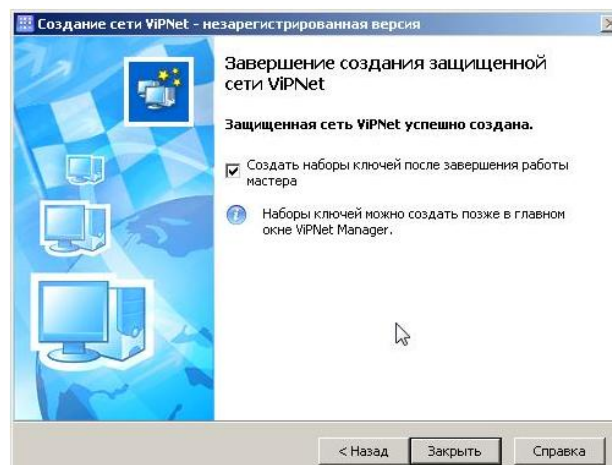 Создание сети ViPNet - незарегистрированная версия
Завершение создания защищенной
сети ViPNet
Защищенная сеть ViPNet успешно создана.
Создать наборы ключей после завершения работы
мастера
Наборы ключей можно создать позже в главном
окне ViPNet Manager.
< Назад
Закрыть
Справка